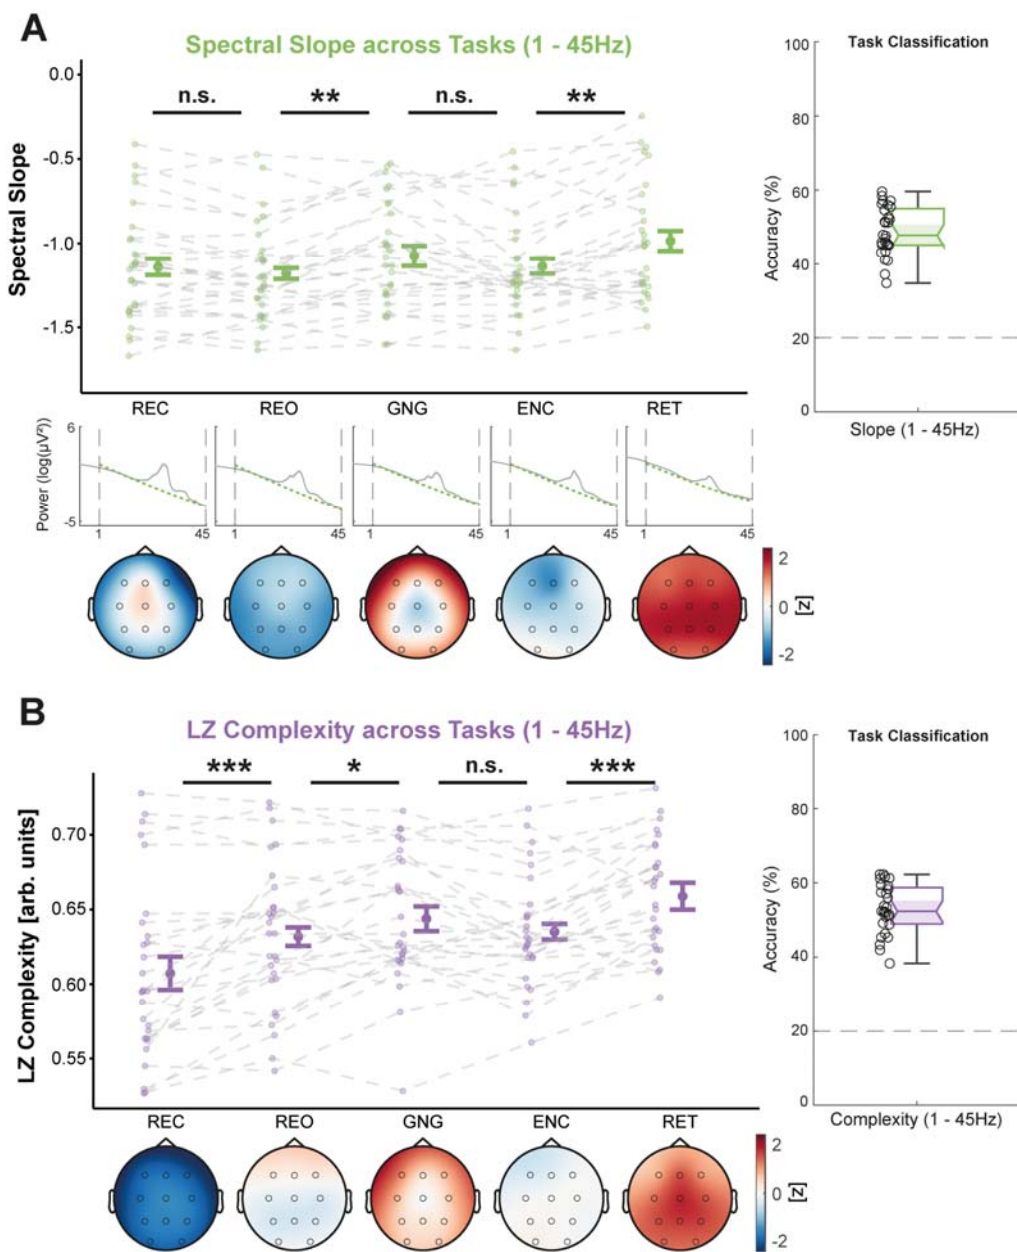 A
Spectral Slope across Tasks (1 - 45Hz)
n.s. ** n.s. **
Spectral Slope
0.0
-0.5
-1.0
-1.5
REC REO GNG ENC RET
Task Classification
Accuracy (%)
100
80
60
40
20
0
Slope (1 - 45Hz)
Power (log(µV²))
6
-5
1 45 1 45 1 45 1 45 1 45
2
0
-2
[z]
B
LZ Complexity across Tasks (1 - 45Hz)
*** * n.s. ***
LZ Complexity [arb. units]
0.70
0.65
0.60
0.55
REC REO GNG ENC RET
Task Classification
Accuracy (%)
100
80
60
40
20
0
Complexity (1 - 45Hz)
2
0
-2
[z]